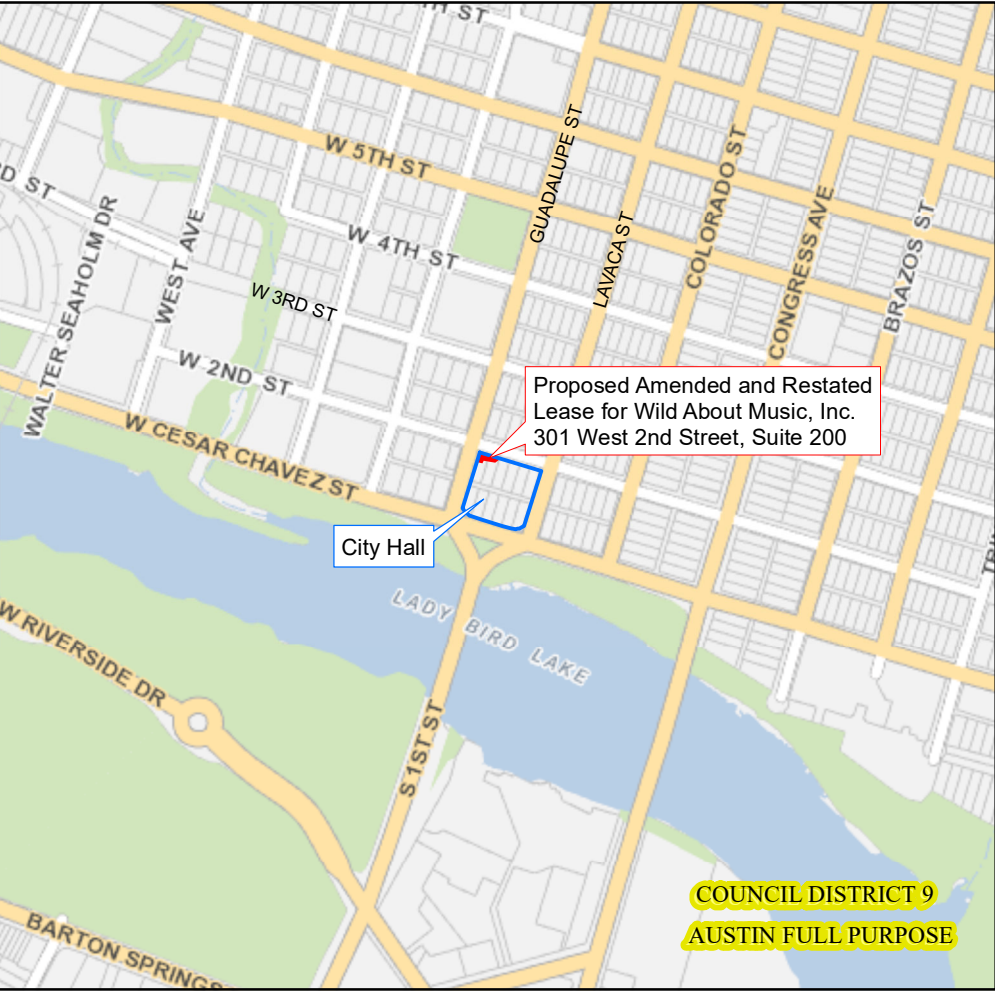 TH ST
W 5TH ST
GUADALUPE ST
LAVACA ST
COLORADO ST
CONGRESS AVE
BRAZOS ST
ST
WALTER SEAHOLM DR
WEST AVE
W 4TH ST
W 3RD ST
W 2ND ST
W CESAR CHAVEZ ST
Proposed Amended and Restated
Lease for Wild About Music, Inc.
301 West 2nd Street, Suite 200
City Hall
LADY BIRD LAKE
W RIVERSIDE DR
S 1ST ST
BARTON SPRINGS
COUNCIL DISTRICT 9
AUSTIN FULL PURPOSE